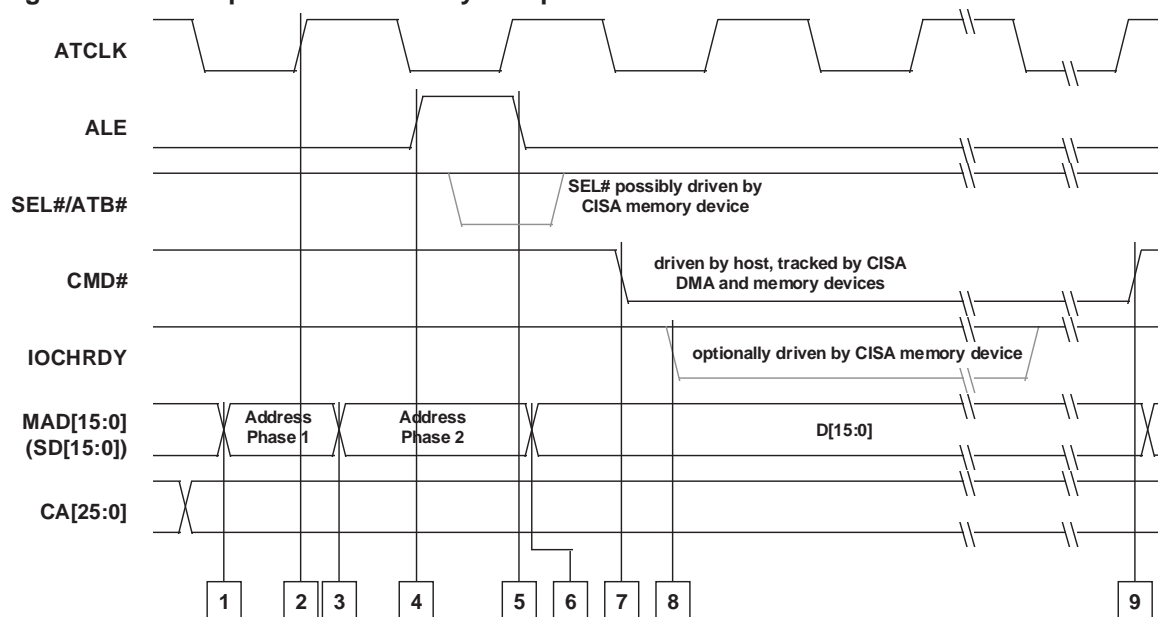 ATCLK
ALE
SEL#/ATB#
SEL# possibly driven by
CISA memory device
CMD#
driven by host, tracked by CISA
DMA and memory devices
IOCHRDY
optionally driven by CISA memory device
MAD[15:0]
(SD[15:0])
Address
Phase 1
Address
Phase 2
D[15:0]
CA[25:0]
1 2 3 4 5 6 7 8 9